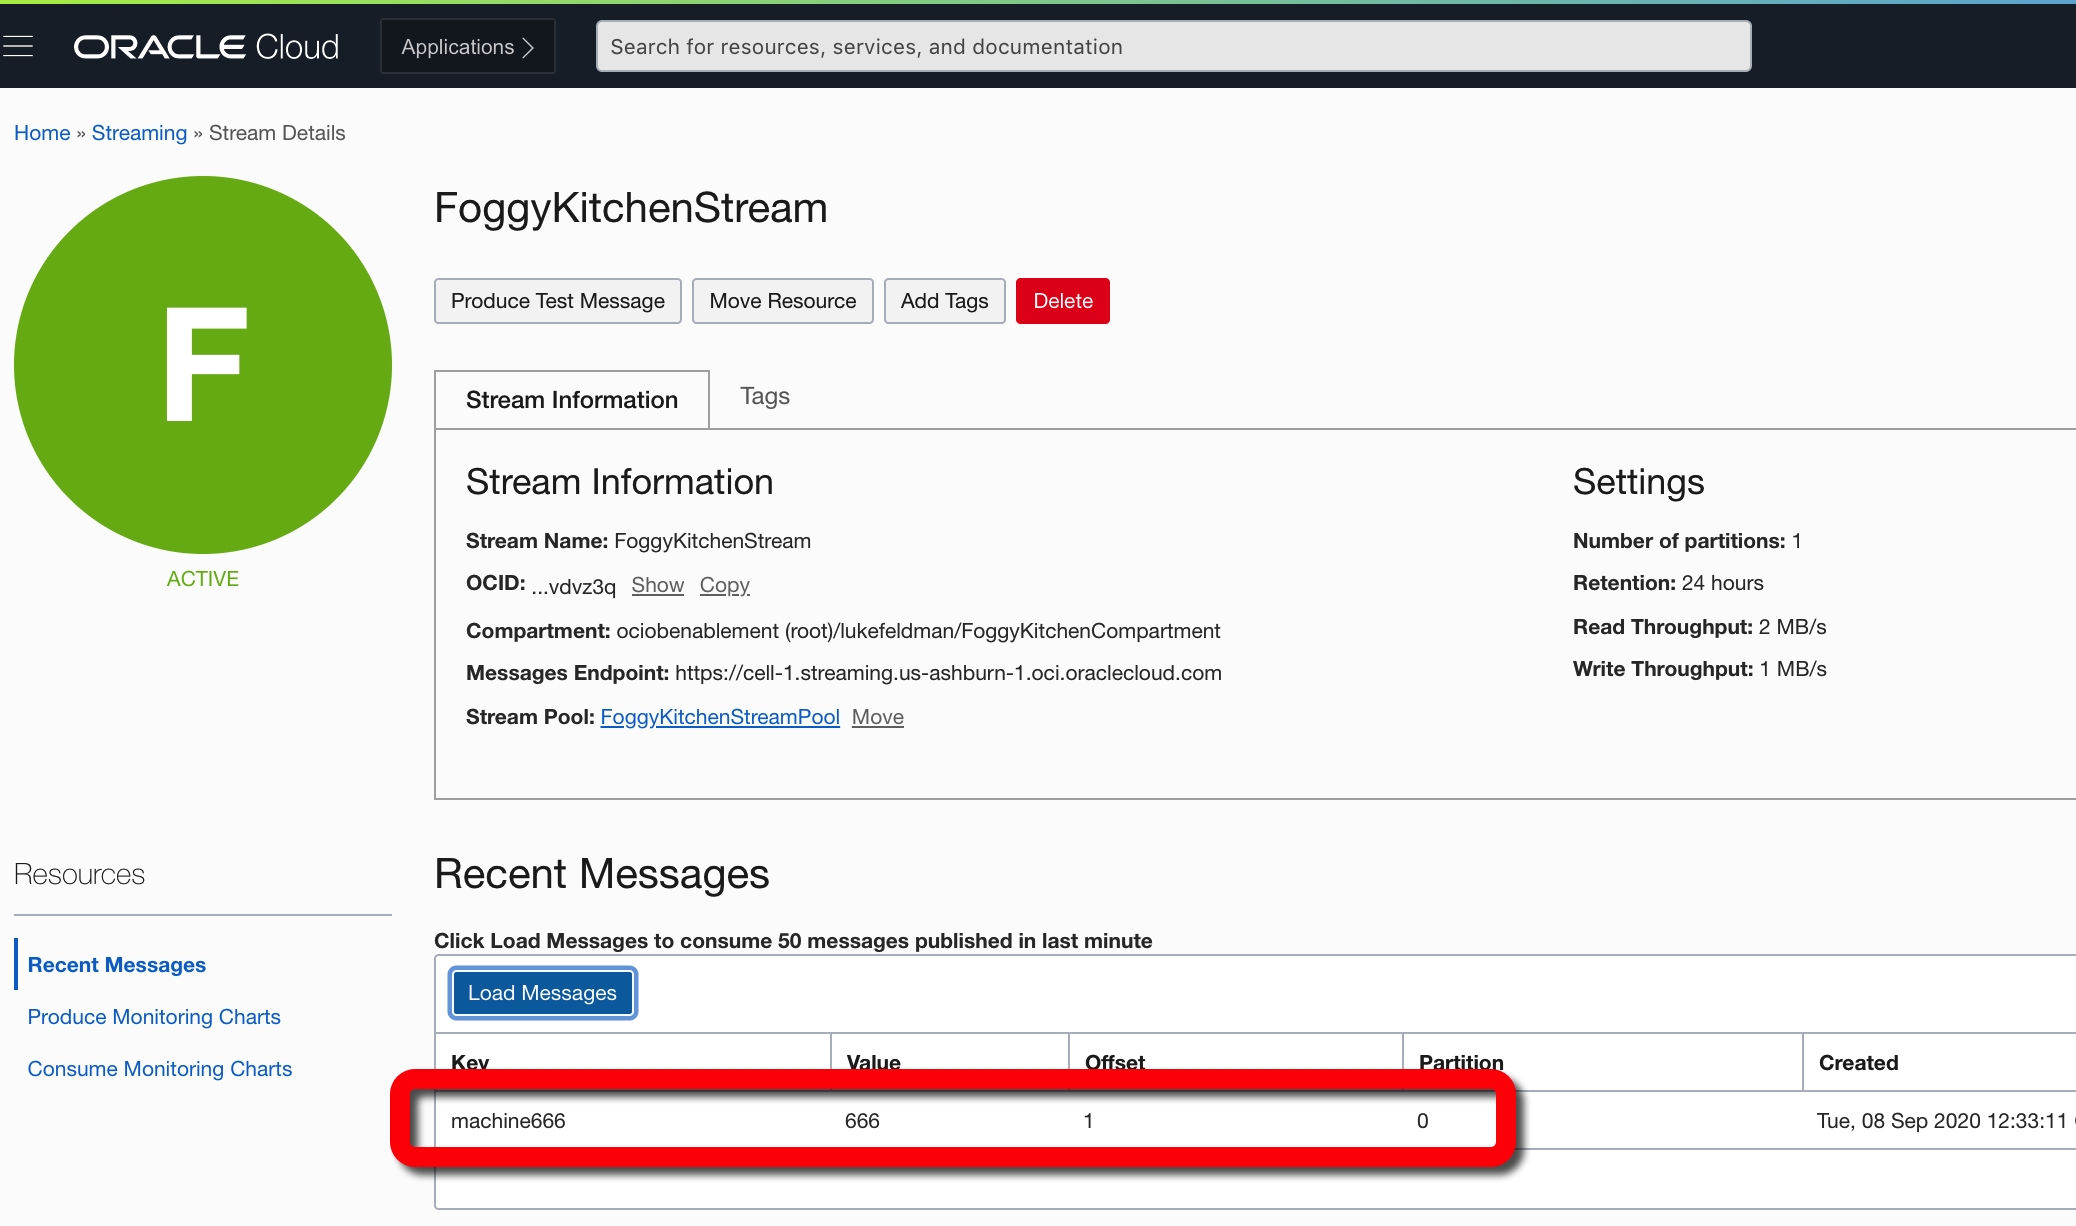 ORACLE Cloud Applications Search for resources, services, and documentation
Home » Streaming » Stream Details
F
ACTIVE
FoggyKitchenStream
Produce Test Message Move Resource Add Tags Delete
Stream Information Tags
Stream Information
Stream Name: FoggyKitchenStream
OCID: ...vdvz3q Show Copy
Compartment: ociobenablement (root)/lukefeldman/FoggyKitchenCompartment
Messages Endpoint: https://cell-1.streaming.us-ashburn-1.oci.oraclecloud.com
Stream Pool: FoggyKitchenStreamPool Move
Settings
Number of partitions: 1
Retention: 24 hours
Read Throughput: 2 MB/s
Write Throughput: 1 MB/s
Resources
Recent Messages
Produce Monitoring Charts
Consume Monitoring Charts
Recent Messages
Click Load Messages to consume 50 messages published in last minute
Load Messages
Key Value Offset Partition Created
machine666 666 1 0 Tue, 08 Sep 2020 12:33:11